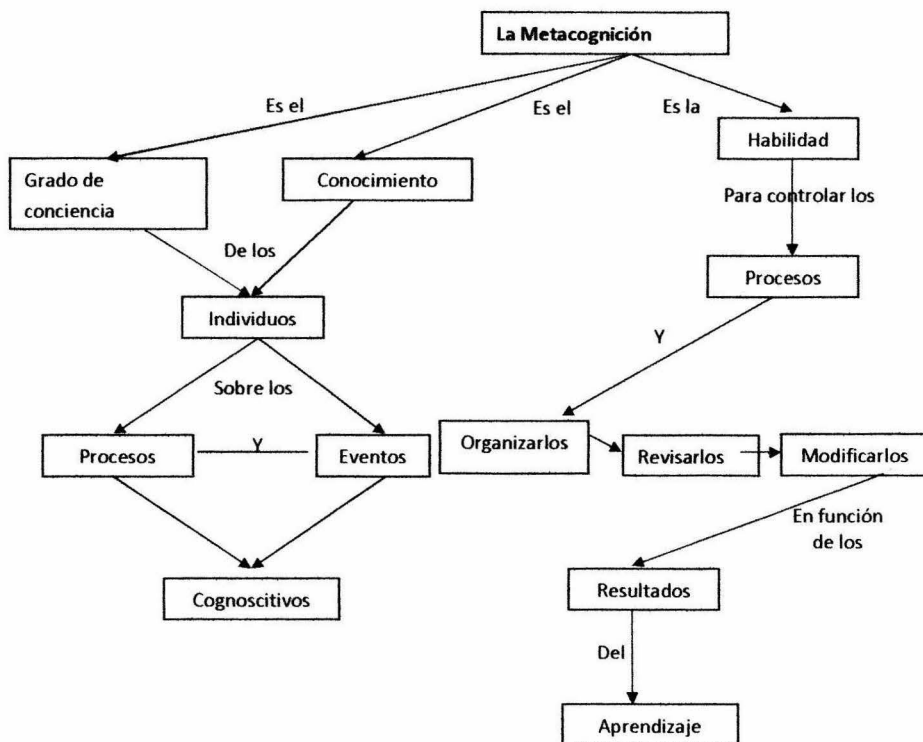 La Metacognición
Es el
Es el
Es la
Habilidad
Grado de
conciencia
Conocimiento
Para controlar los
De los
Procesos
Individuos
Y
Sobre los
Organizarlos
Procesos
Y
Eventos
Revisarlos
Modificarlos
En función
de los
Cognoscitivos
Resultados
Del
Aprendizaje